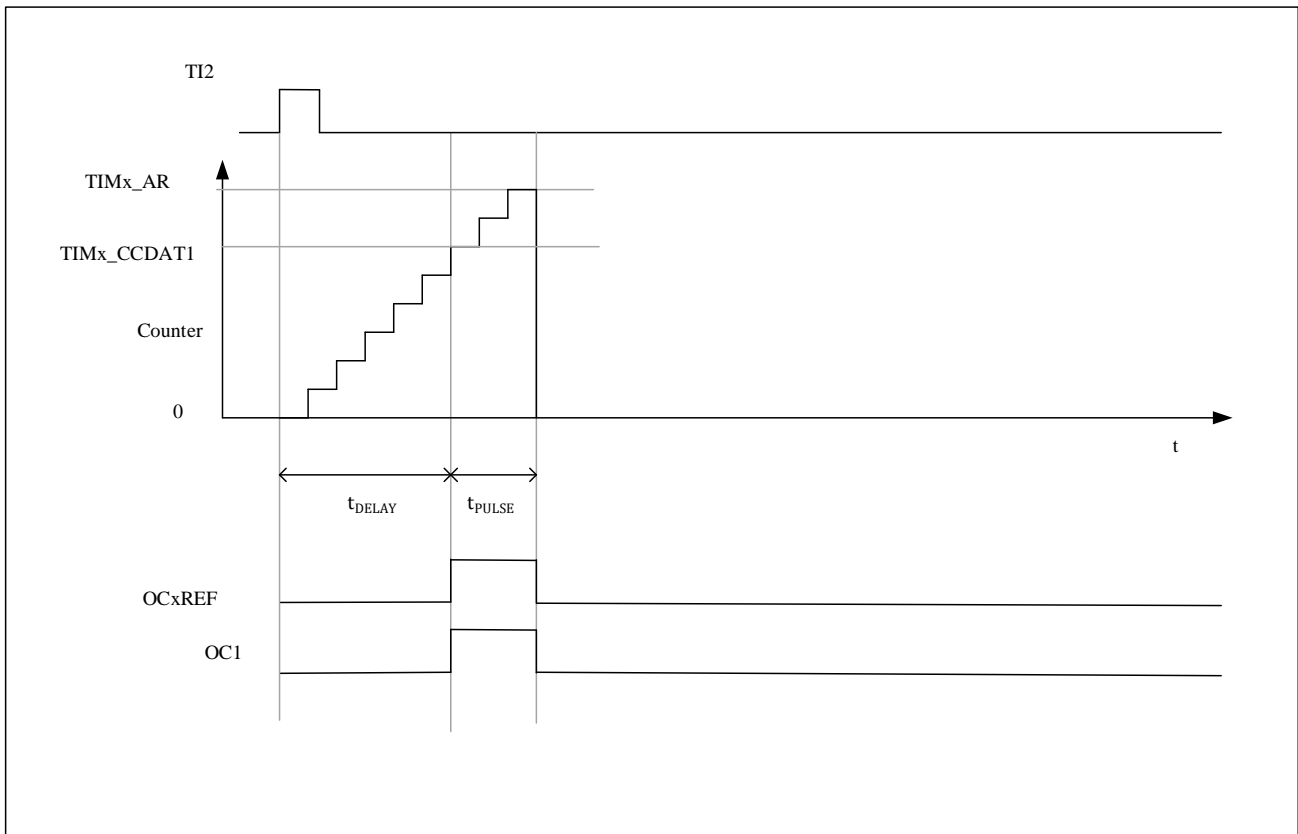 TI2
TIMx_AR
TIMx_CCDAT1
Counter
0
t
tDELAY
tPULSE
OCxREF
OC1